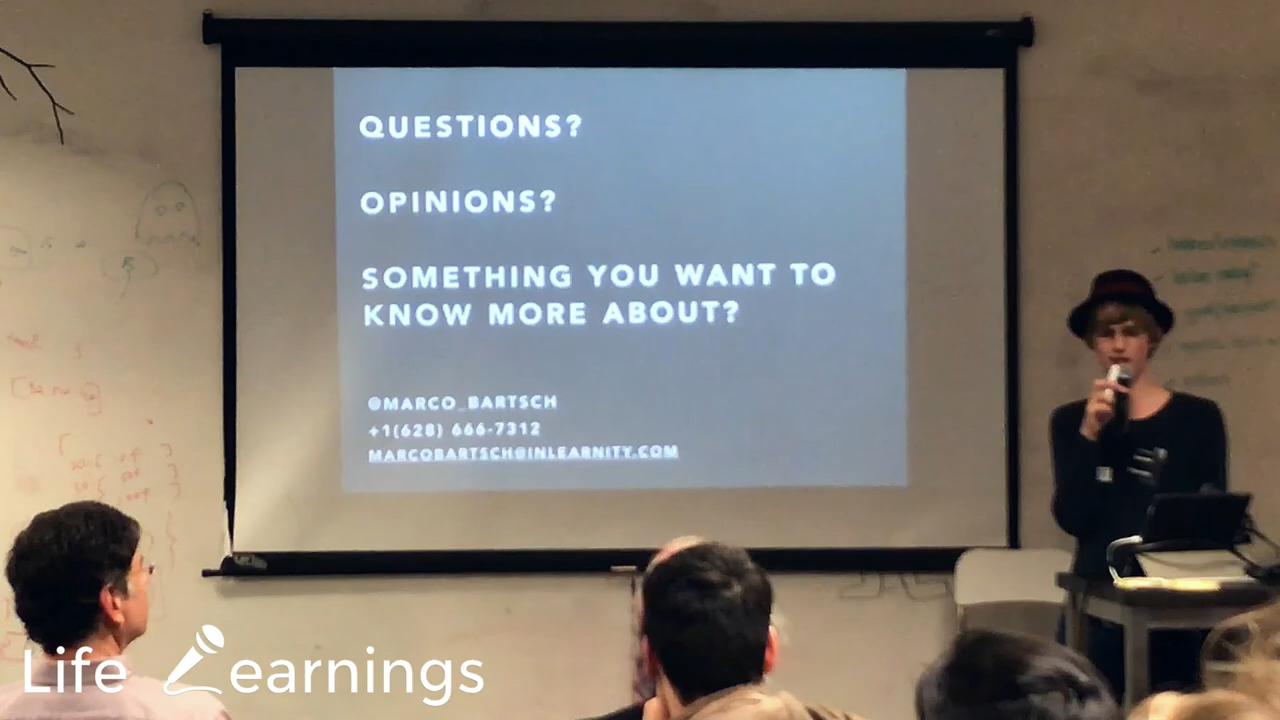 QUESTIONS?
OPINIONS?
SOMETHING YOU WANT TO
KNOW MORE ABOUT?
@MARCO_BARTSCH
+1(628) 666-7312
MARCOBARTSCH@INLEARNITY.COM
Life Learnings